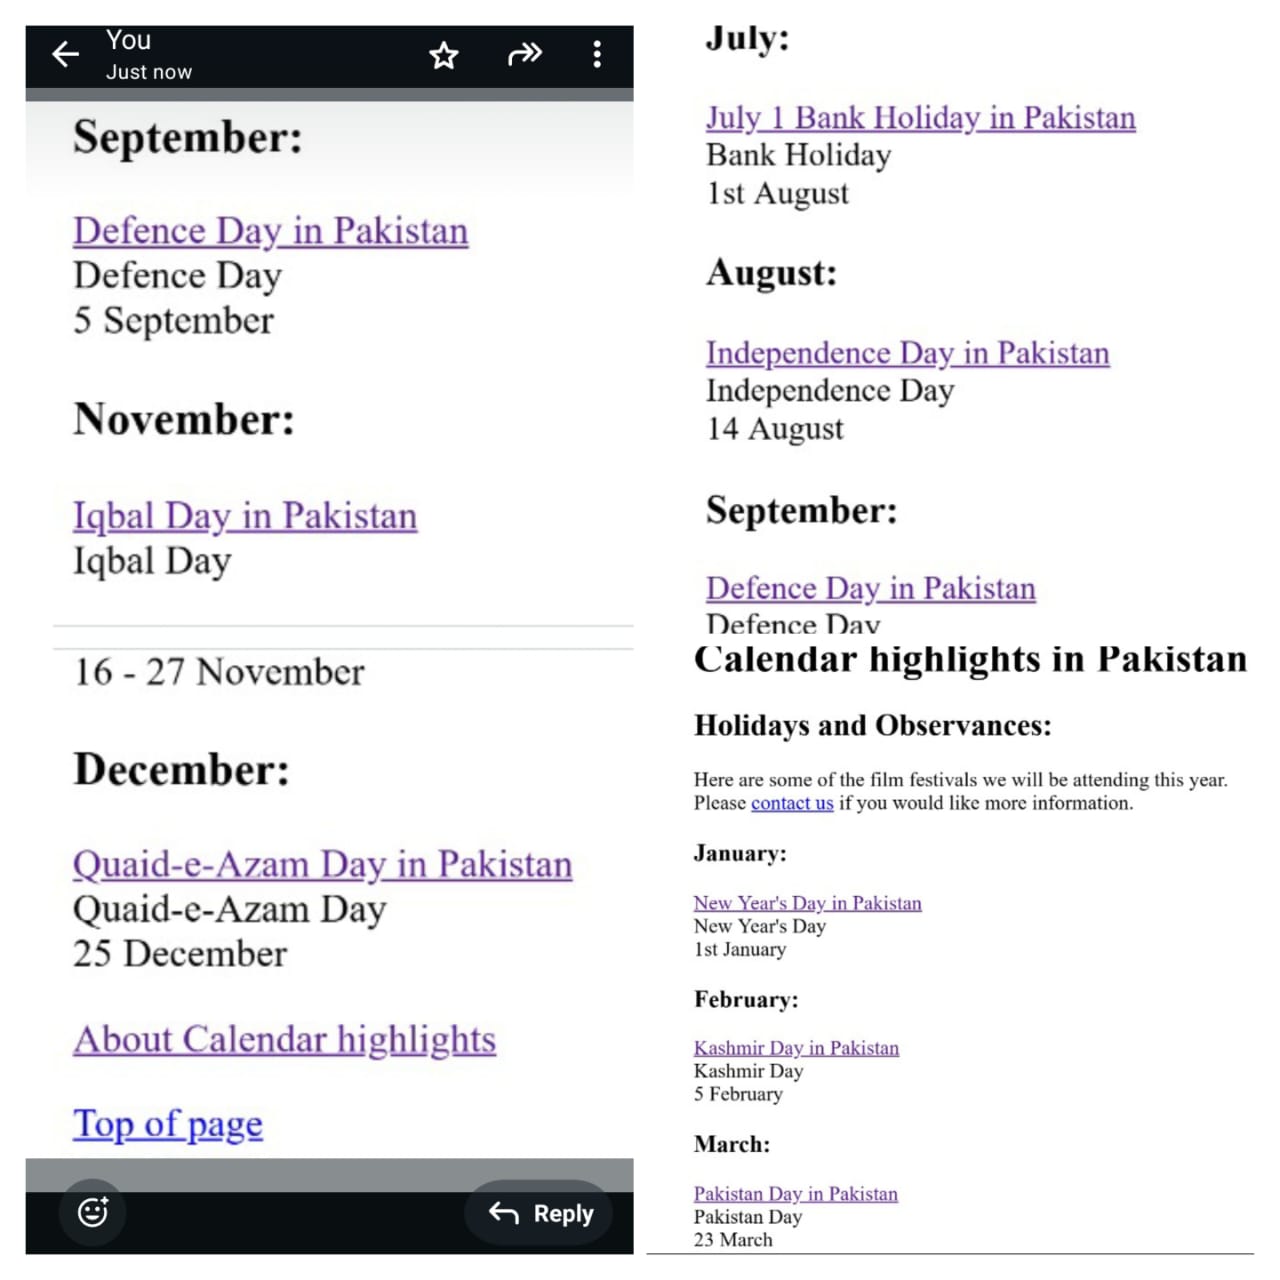 You
Just now
September:
Defence Day in Pakistan
Defence Day
5 September
November:
Iqbal Day in Pakistan
Iqbal Day
16 - 27 November
December:
Quaid-e-Azam Day in Pakistan
Quaid-e-Azam Day
25 December
About Calendar highlights
Top of page
Reply
July:
July 1 Bank Holiday in Pakistan
Bank Holiday
1st August
August:
Independence Day in Pakistan
Independence Day
14 August
September:
Defence Day in Pakistan
Defence Day
Calendar highlights in Pakistan
Holidays and Observances:
Here are some of the film festivals we will be attending this year.
Please contact us if you would like more information.
January:
New Year's Day in Pakistan
New Year's Day
1st January
February:
Kashmir Day in Pakistan
Kashmir Day
5 February
March:
Pakistan Day in Pakistan
Pakistan Day
23 March